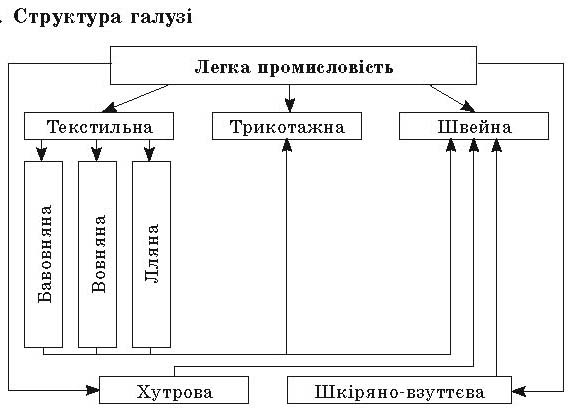 . Структура галузі
Легка промисловість
Текстильна
Трикотажна
Швейна
Бавовняна
Вовняна
Лляна
Хутрова
Шкіряно-взуттєва